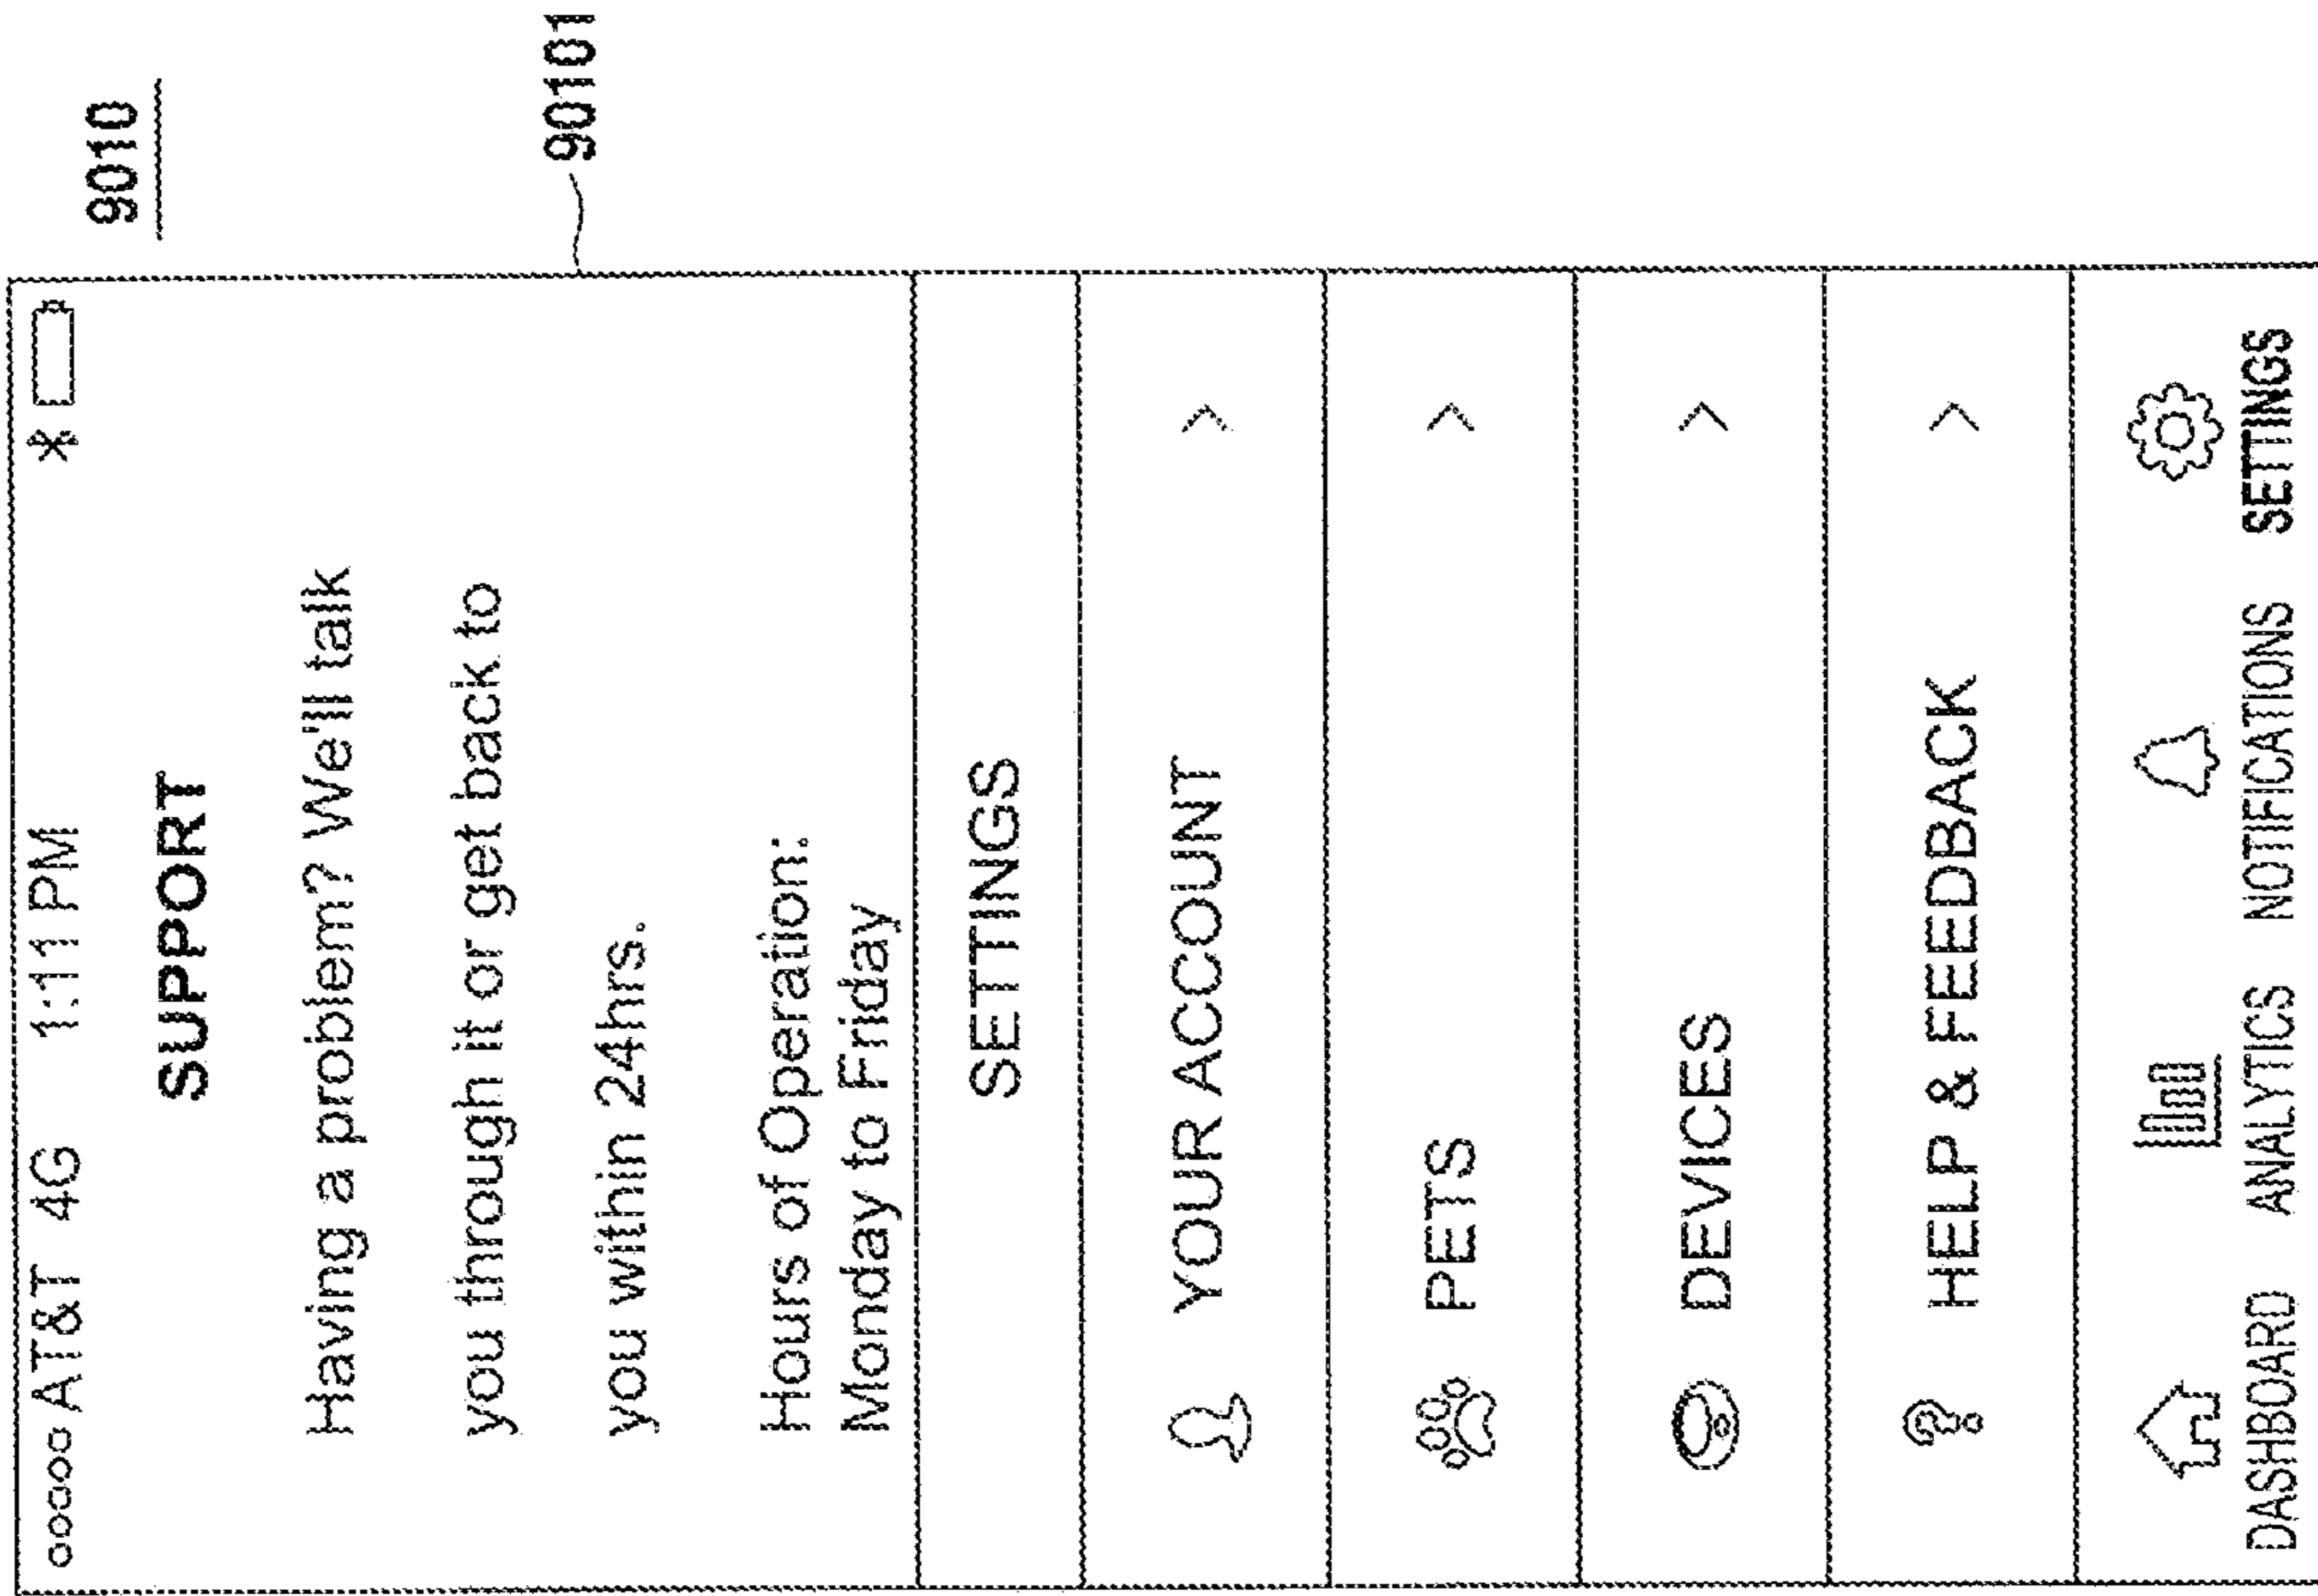 9010
90101
AT&T 4G 1:11 PM
SUPPORT
Having a problem? We'll talk
you through it or get back to
you within 24hrs.
Hours of Operation:
Monday to Friday
SETTINGS
YOUR ACCOUNT >
PETS >
DEVICES >
HELP & FEEDBACK >
DASHBOARD ANALYTICS NOTIFICATIONS SETTINGS